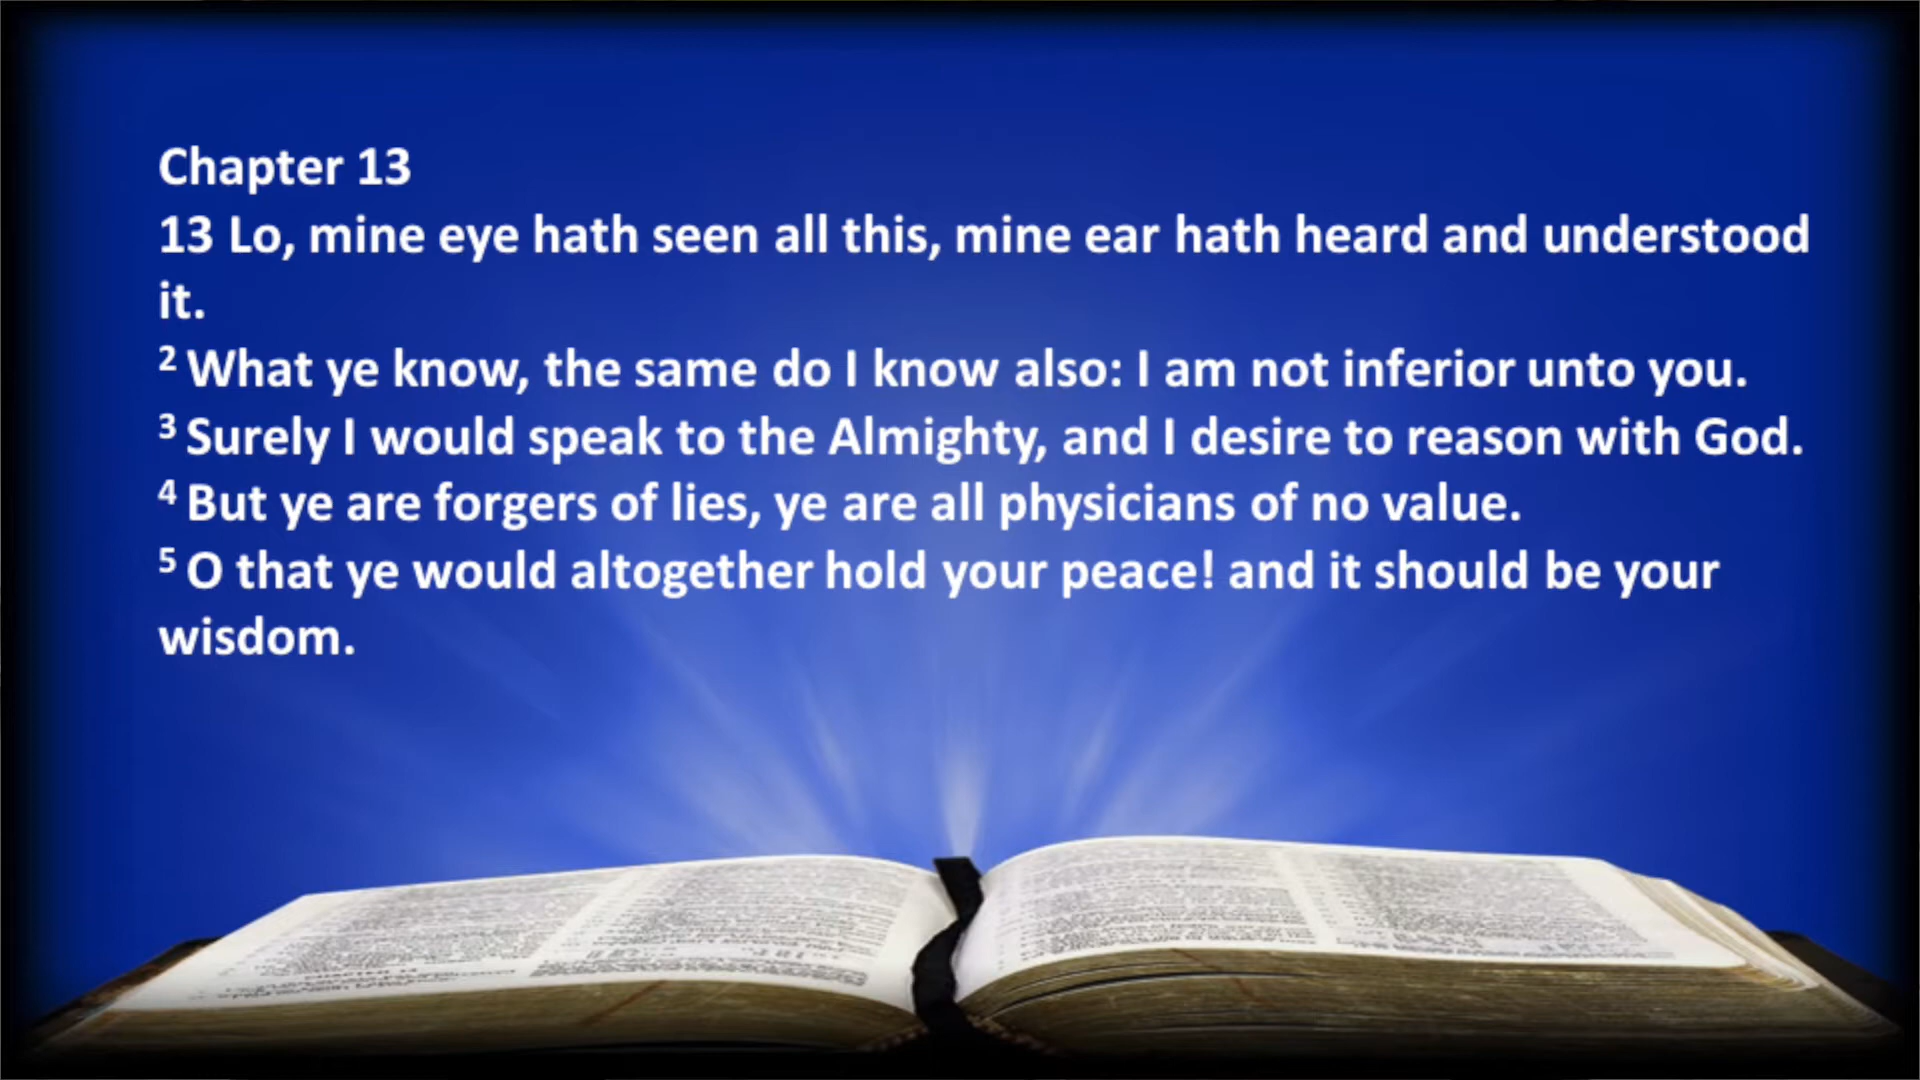 Chapter 13
13 Lo, mine eye hath seen all this, mine ear hath heard and understood
it.
2 What ye know, the same do I know also: I am not inferior unto you.
3 Surely I would speak to the Almighty, and I desire to reason with God.
4 But ye are forgers of lies, ye are all physicians of no value.
5 O that ye would altogether hold your peace! and it should be your
wisdom.